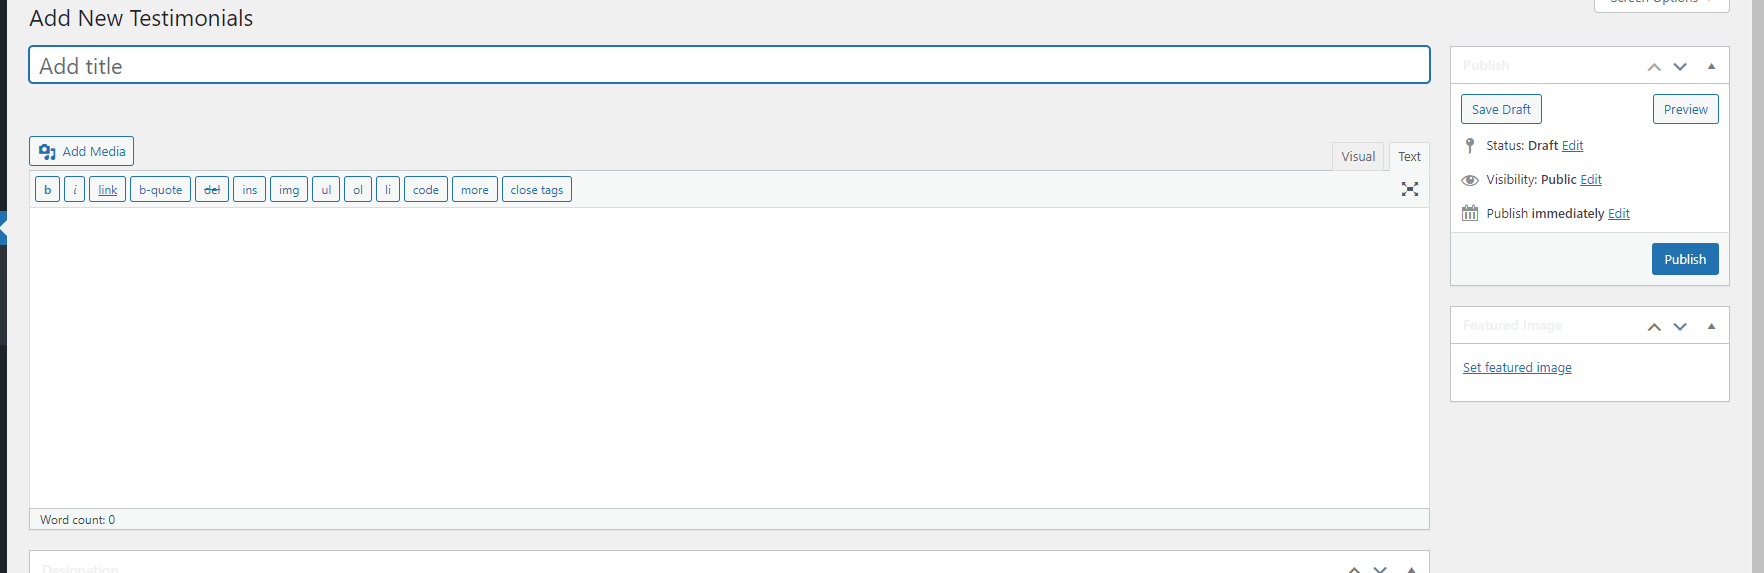 Add New Testimonials
Screen Options
Add title
Add Media
Visual Text
b i link b-quote del ins img ul ol li code more close tags
Word count: 0
Designation
Publish
Save Draft Preview
Status: Draft Edit
Visibility: Public Edit
Publish immediately Edit
Publish
Featured Image
Set featured image